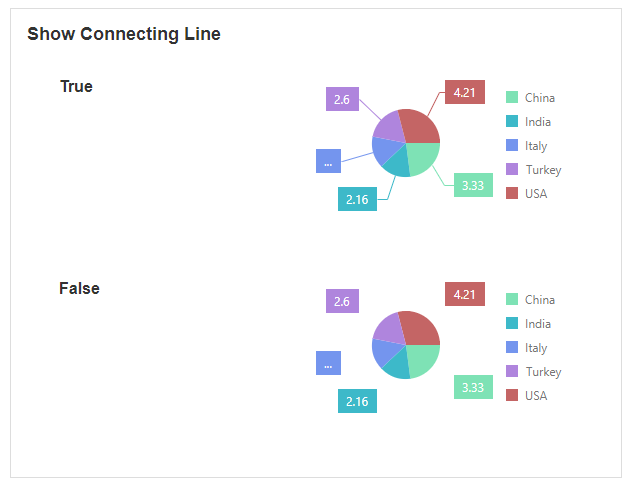 Show Connecting Line
True
2.6
4.21
...
2.16
3.33
China
India
Italy
Turkey
USA
False
2.6
4.21
...
2.16
3.33
China
India
Italy
Turkey
USA